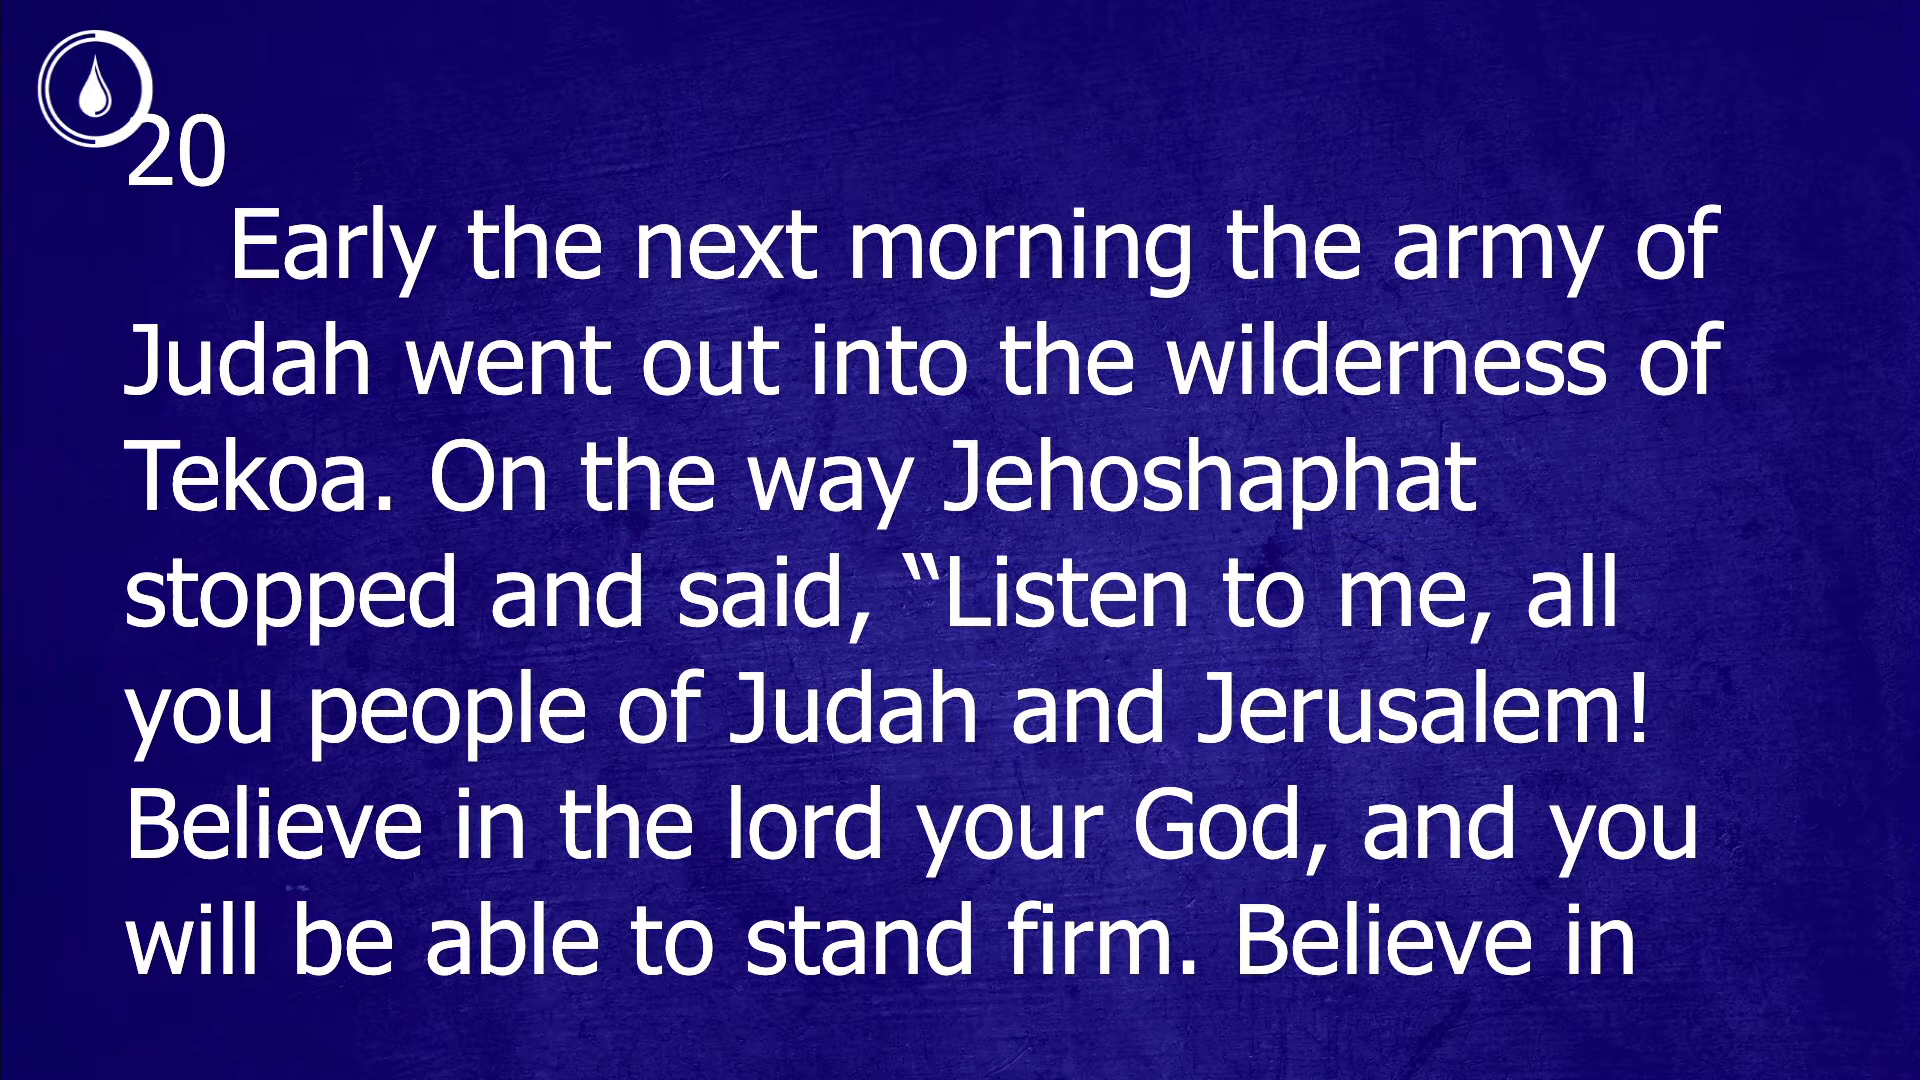 20
Early the next morning the army of
Judah went out into the wilderness of
Tekoa. On the way Jehoshaphat
stopped and said, “Listen to me, all
you people of Judah and Jerusalem!
Believe in the lord your God, and you
will be able to stand firm. Believe in